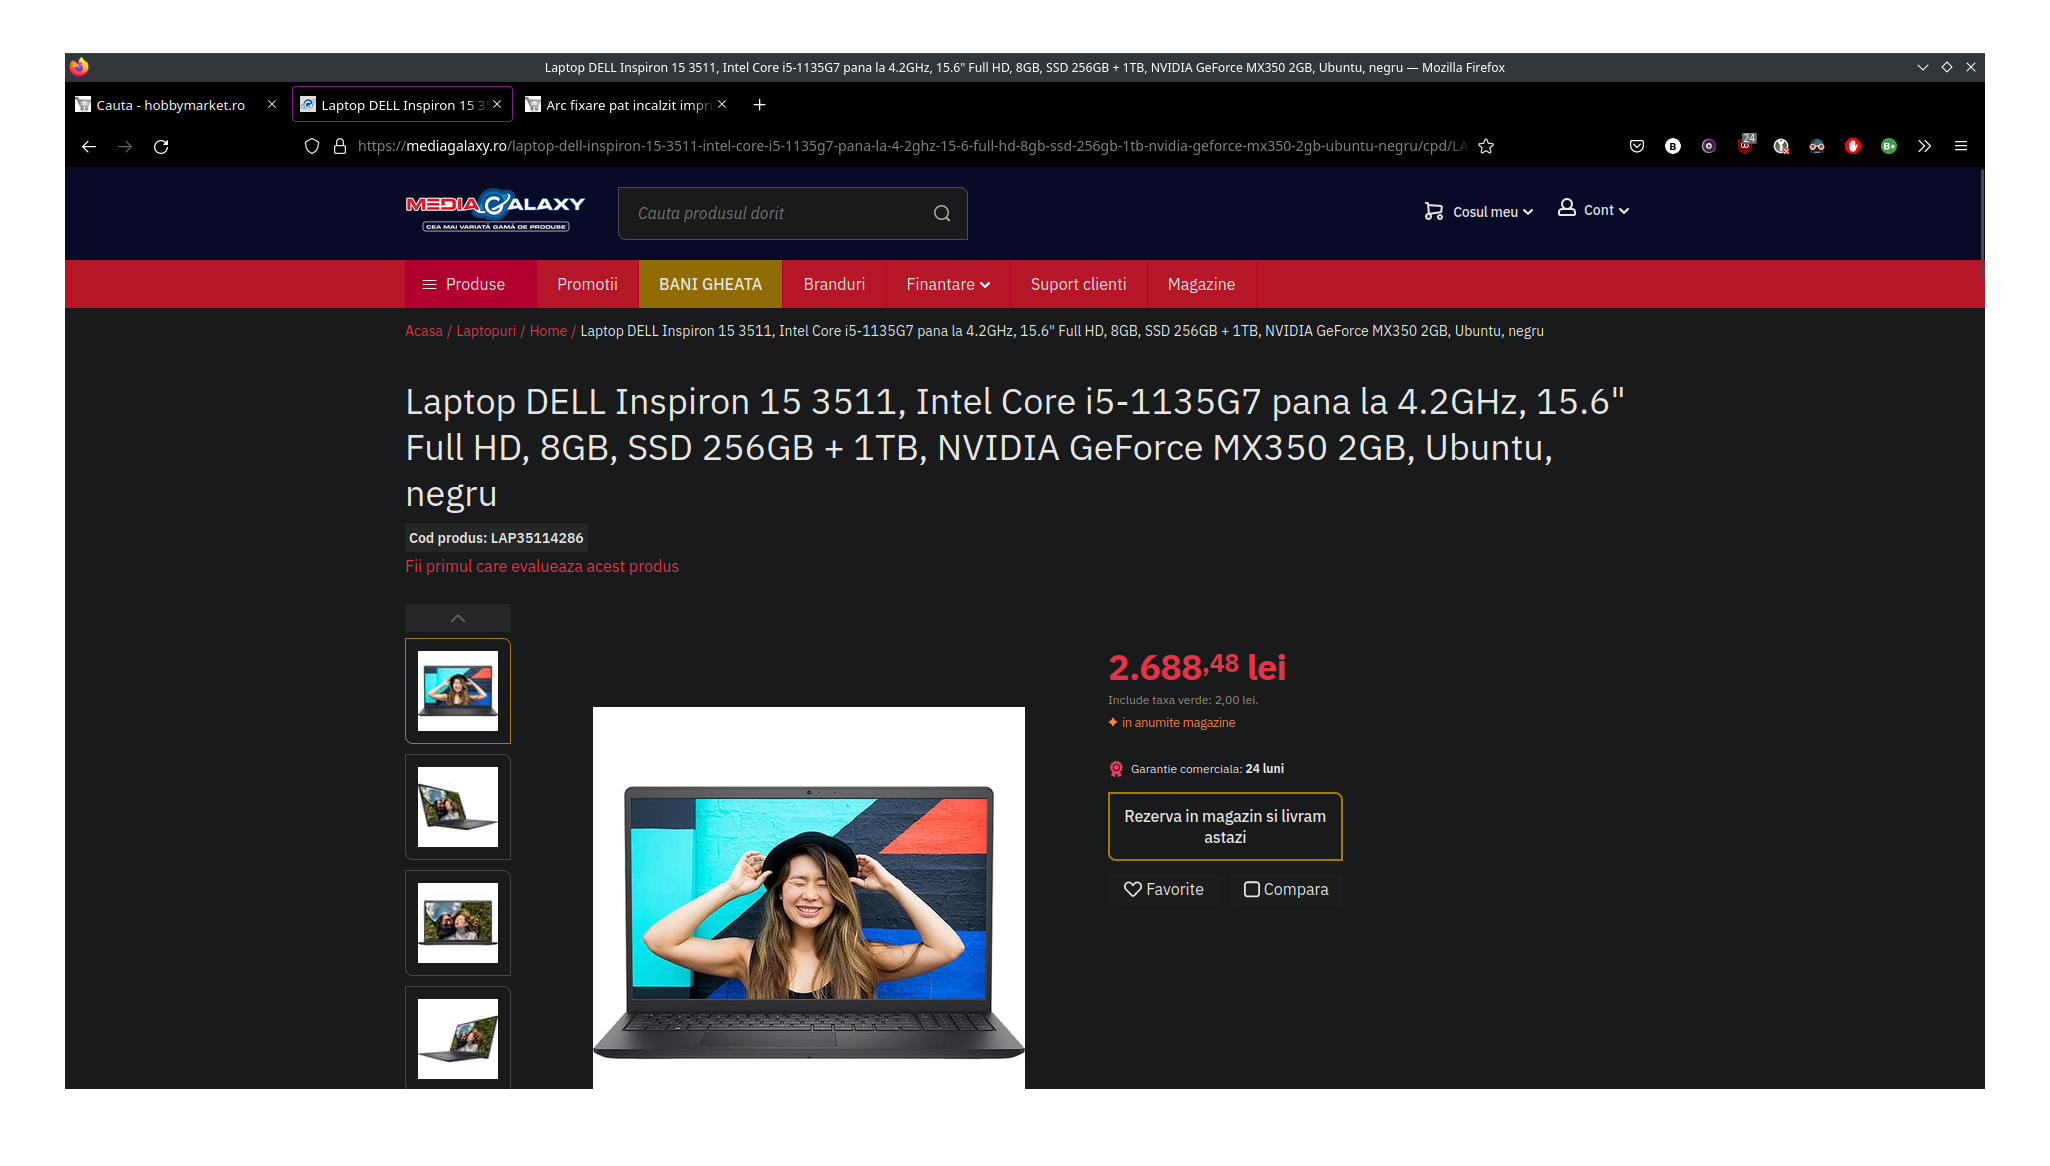 Laptop DELL Inspiron 15 3511, Intel Core i5-1135G7 pana la 4.2GHz, 15.6" Full HD, 8GB, SSD 256GB + 1TB, NVIDIA GeForce MX350 2GB, Ubuntu, negru — Mozilla Firefox
Cauta - hobbymarket.ro
Laptop DELL Inspiron 15 3
Arc fixare pat incalzit impri
https://mediagalaxy.ro/laptop-dell-inspiron-15-3511-intel-core-i5-1135g7-pana-la-4-2ghz-15-6-full-hd-8gb-ssd-256gb-1tb-nvidia-geforce-mx350-2gb-ubuntu-negru/cpd/LA
24
MEDIA GALAXY
CEA MAI VARIATĂ GAMĂ DE PRODUSE
Cauta produsul dorit
Cosul meu
Cont
Produse
Promotii
BANI GHEATA
Branduri
Finantare
Suport clienti
Magazine
Acasa / Laptopuri / Home / Laptop DELL Inspiron 15 3511, Intel Core i5-1135G7 pana la 4.2GHz, 15.6" Full HD, 8GB, SSD 256GB + 1TB, NVIDIA GeForce MX350 2GB, Ubuntu, negru
Laptop DELL Inspiron 15 3511, Intel Core i5-1135G7 pana la 4.2GHz, 15.6"
Full HD, 8GB, SSD 256GB + 1TB, NVIDIA GeForce MX350 2GB, Ubuntu,
negru
Cod produs: LAP35114286
Fii primul care evalueaza acest produs
2.688,48 lei
Include taxa verde: 2,00 lei.
in anumite magazine
Garantie comerciala: 24 luni
Rezerva in magazin si livram
astazi
Favorite
Compara